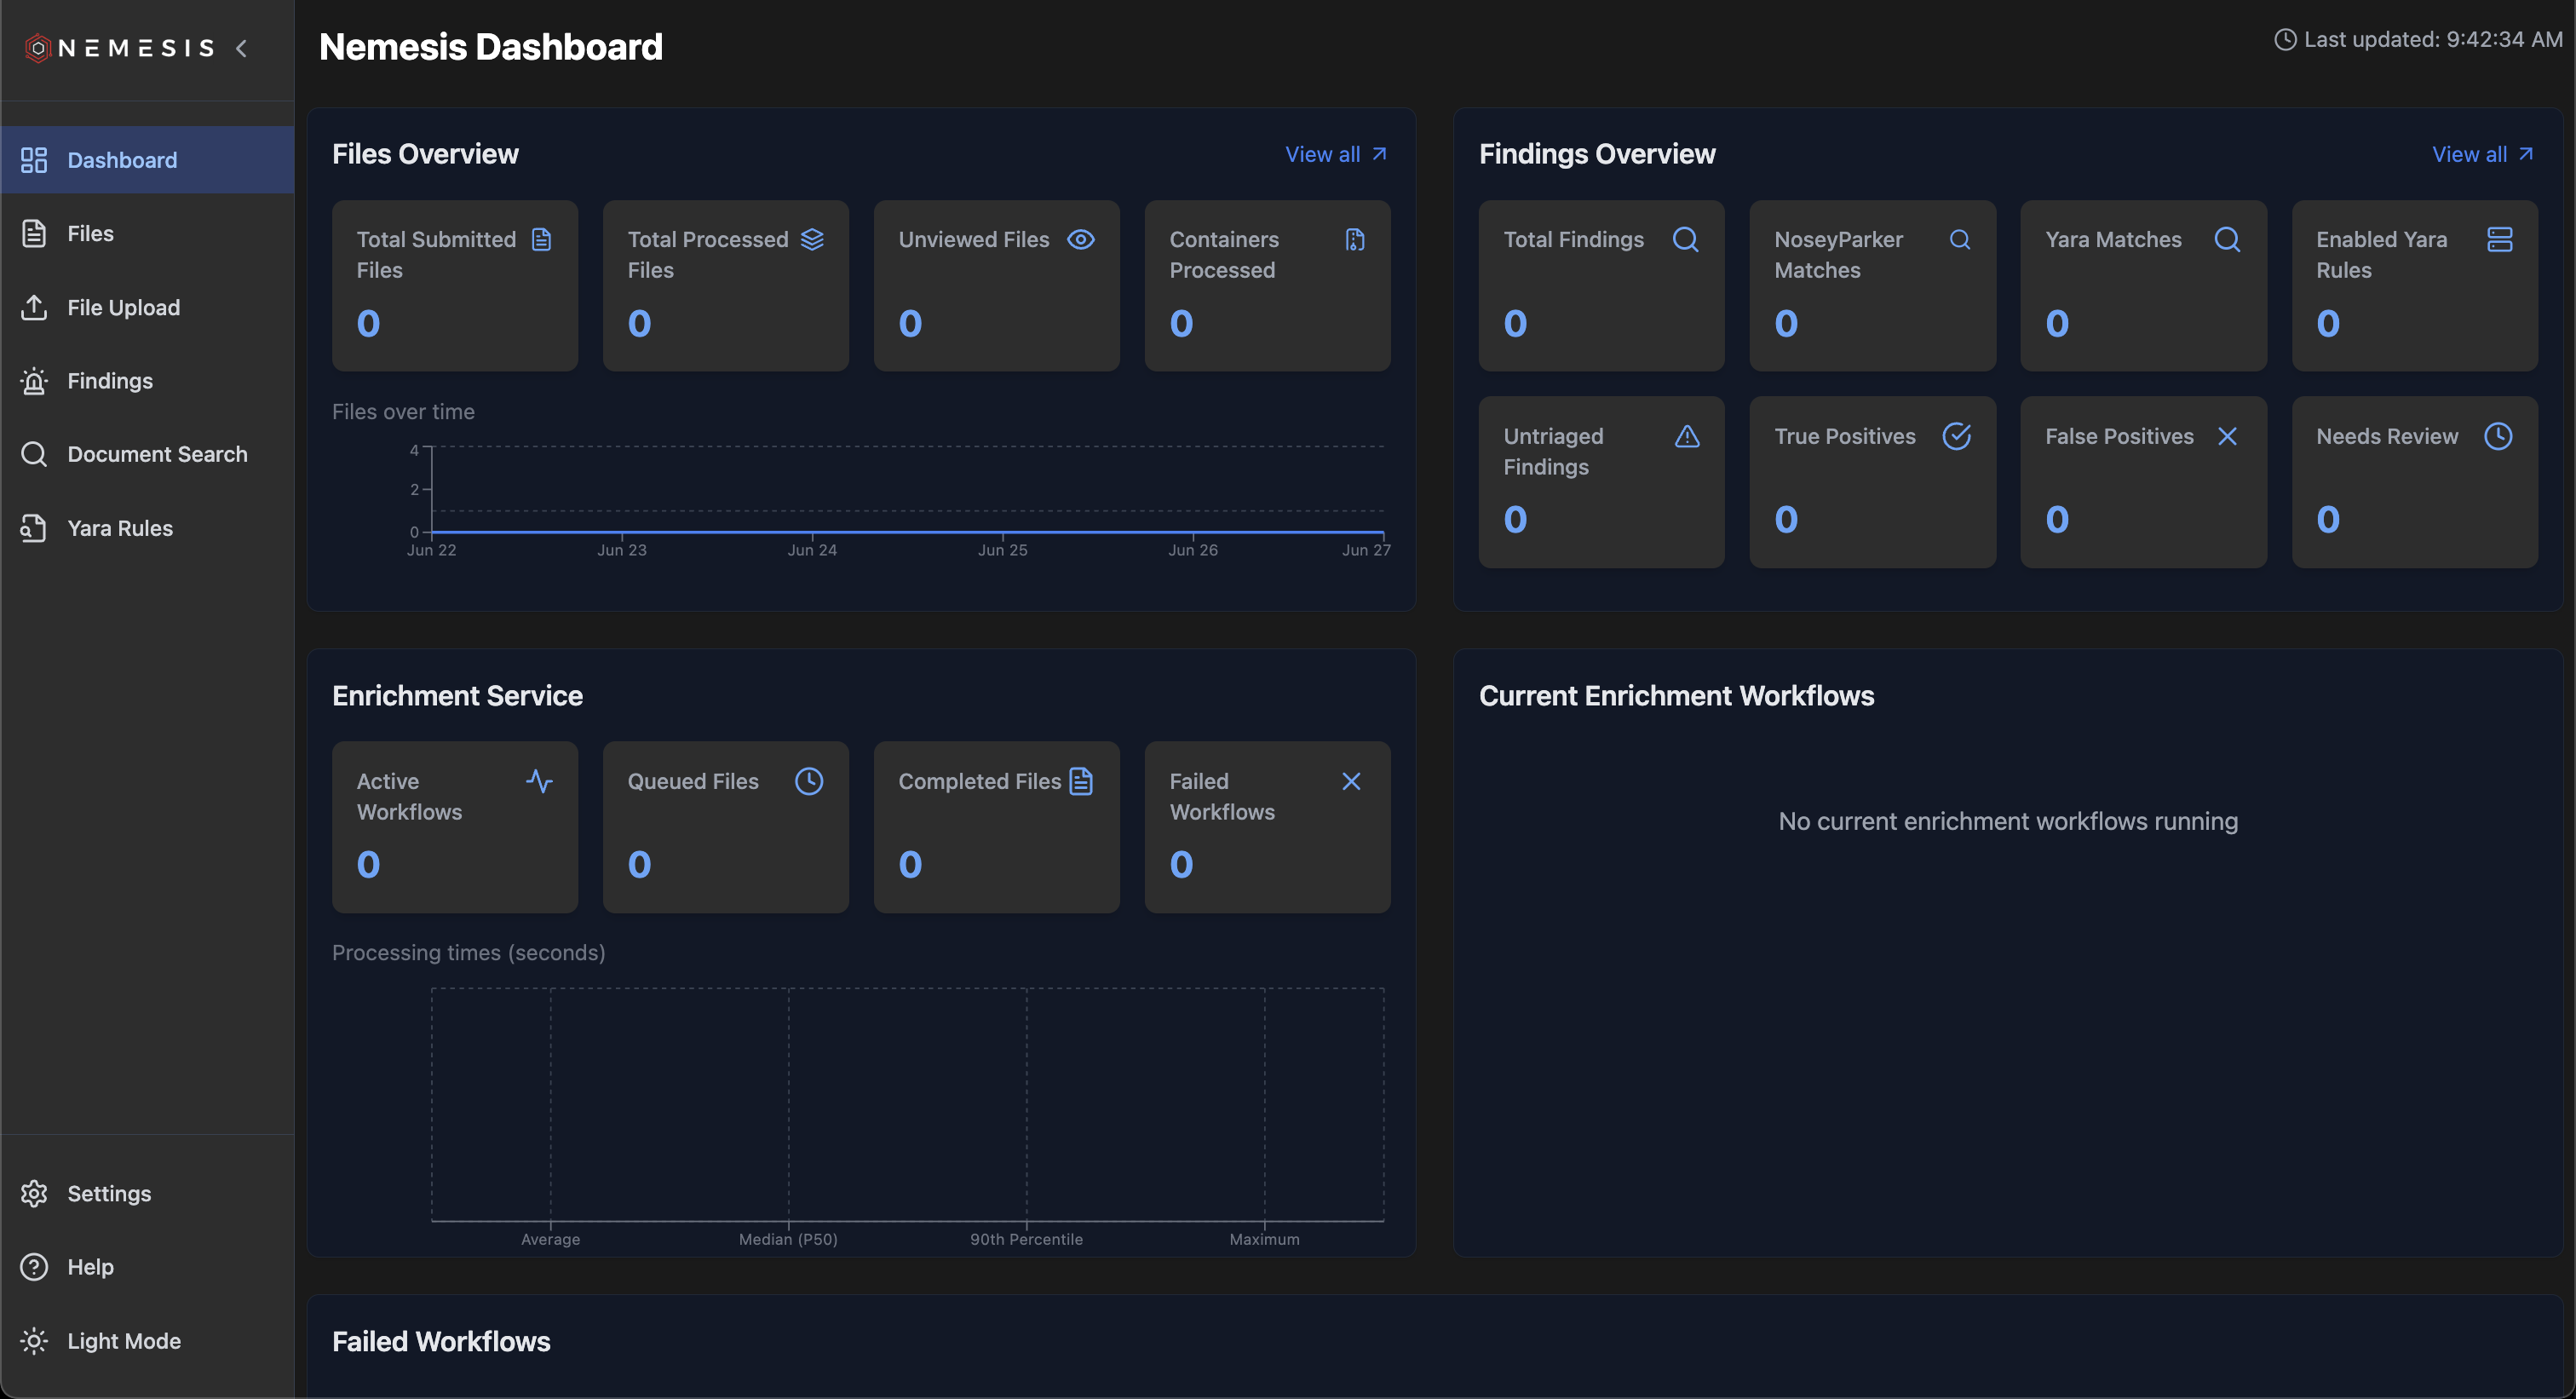 NEMESIS
Dashboard
Files
File Upload
Findings
Document Search
Yara Rules
Settings
Help
Light Mode
Nemesis Dashboard
Last updated: 9:42:34 AM
Files Overview
View all
Total Submitted
Files
0
Total Processed
Files
0
Unviewed Files
0
Containers
Processed
0
Files over time
4
2
0
Jun 22
Jun 23
Jun 24
Jun 25
Jun 26
Jun 27
Findings Overview
View all
Total Findings
0
NoseyParker
Matches
0
Yara Matches
0
Enabled Yara
Rules
0
Untriaged
Findings
0
True Positives
0
False Positives
0
Needs Review
0
Enrichment Service
Active
Workflows
0
Queued Files
0
Completed Files
0
Failed
Workflows
0
Processing times (seconds)
Average
Median (P50)
90th Percentile
Maximum
Current Enrichment Workflows
No current enrichment workflows running
Failed Workflows